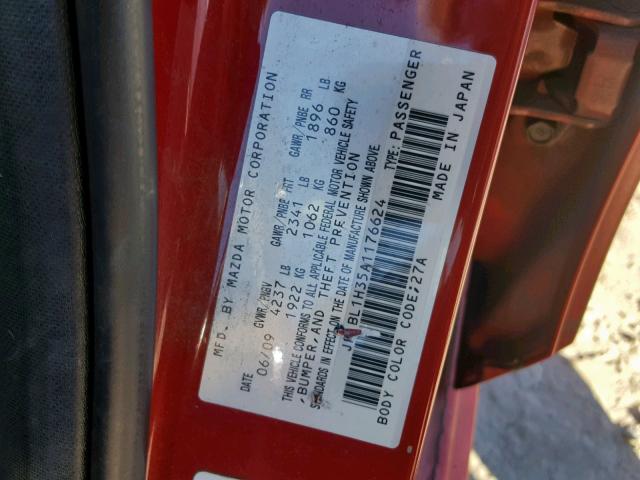 MFD. BY MAZDA MOTOR CORPORATION
DATE GVWR/PNBV GAWR/PNBE FRT GAWR/PNBE RR
06/09 4237 LB 2341 LB 1896 LB
1922 KG 1062 KG 860 KG
THIS VEHICLE CONFORMS TO ALL APPLICABLE FEDERAL MOTOR VEHICLE SAFETY
, BUMPER, AND THEFT PREVENTION
STANDARDS IN EFFECT ON THE DATE OF MANUFACTURE SHOWN ABOVE
BL1H35A1176624 TYPE: PASSENGER
BODY COLOR CODE:27A MADE IN JAPAN